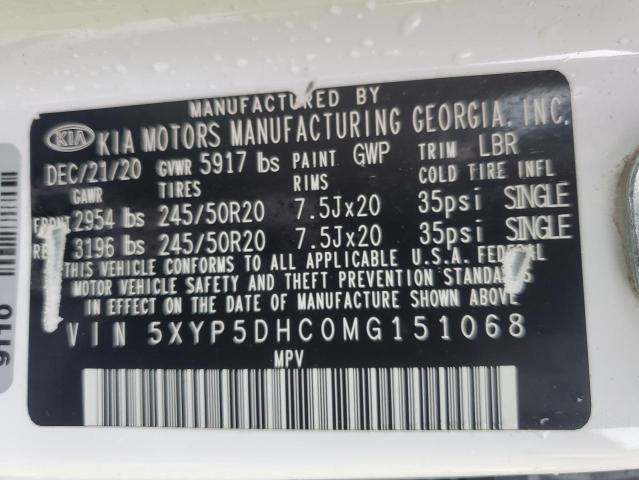 MANUFACTURED BY
KIA KIA MOTORS MANUFACTURING GEORGIA, INC.
DEC/21/20 GVWR 5917 lbs PAINT GWP TRIM LBR
GAWR TIRES RIMS COLD TIRE INFL
2954 lbs 245/50R20 7.5Jx20 35psi SINGLE
3196 lbs 245/50R20 7.5Jx20 35psi SINGLE
THIS VEHICLE CONFORMS TO ALL APPLICABLE U.S.A. FEDERAL
MOTOR VEHICLE SAFETY AND THEFT PREVENTION STANDARDS
IN EFFECT ON THE DATE OF MANUFACTURE SHOWN ABOVE.
VIN 5XYP5DHC0MG151068
MPV